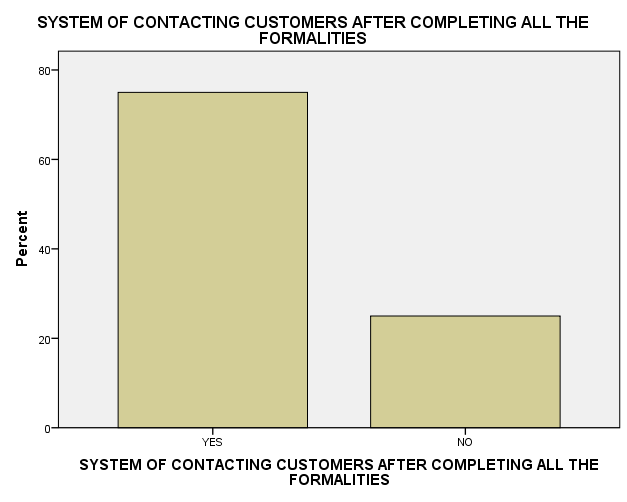 SYSTEM OF CONTACTING CUSTOMERS AFTER COMPLETING ALL THE
FORMALITIES
80
60
40
20
0
Percent
YES
NO
SYSTEM OF CONTACTING CUSTOMERS AFTER COMPLETING ALL THE
FORMALITIES